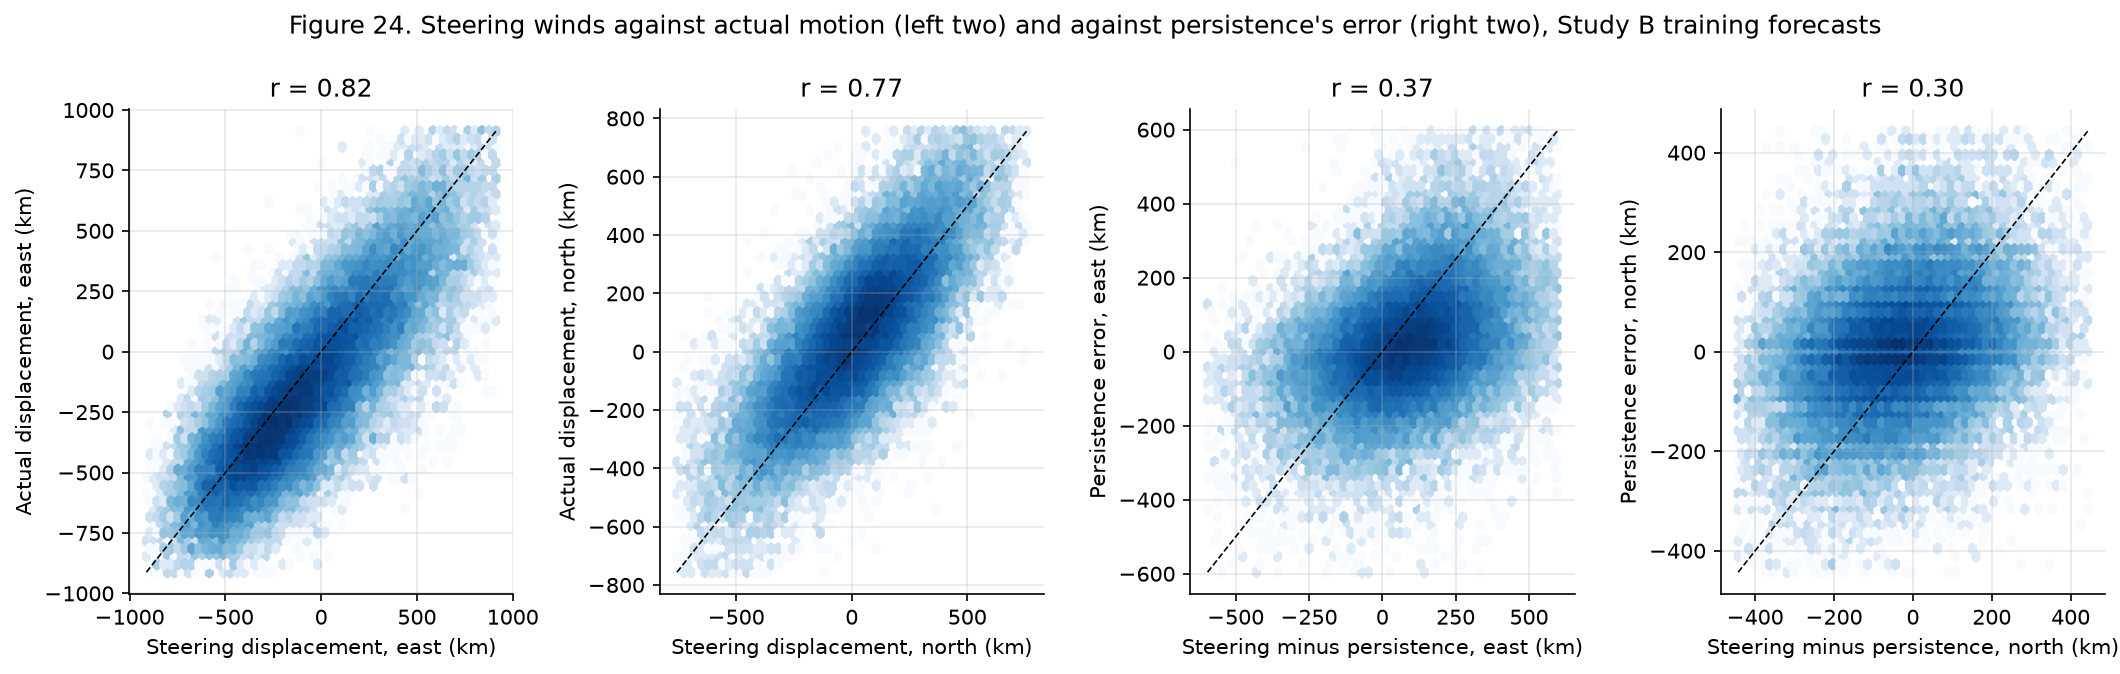 Figure 24. Steering winds against actual motion (left two) and against persistence's error (right two), Study B training forecasts
r = 0.82
Actual displacement, east (km)
1000
750
500
250
0
−250
−500
−750
−1000
−1000 −500 0 500 1000
Steering displacement, east (km)
r = 0.77
Actual displacement, north (km)
800
600
400
200
0
−200
−400
−600
−800
−500 0 500
Steering displacement, north (km)
r = 0.37
Persistence error, east (km)
600
400
200
0
−200
−400
−600
−500 −250 0 250 500
Steering minus persistence, east (km)
r = 0.30
Persistence error, north (km)
400
200
0
−200
−400
−400 −200 0 200 400
Steering minus persistence, north (km)